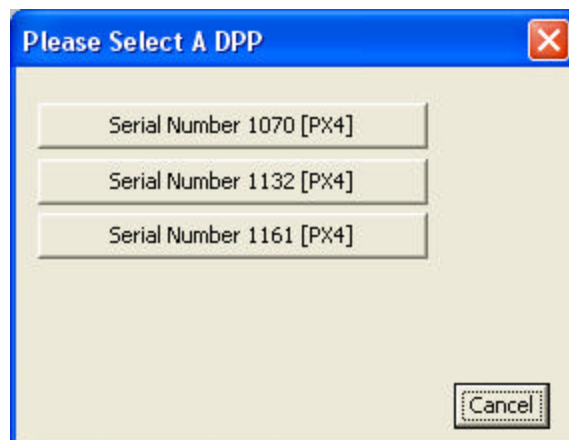 Please Select A DPP
Serial Number 1070 [PX4]
Serial Number 1132 [PX4]
Serial Number 1161 [PX4]
Cancel